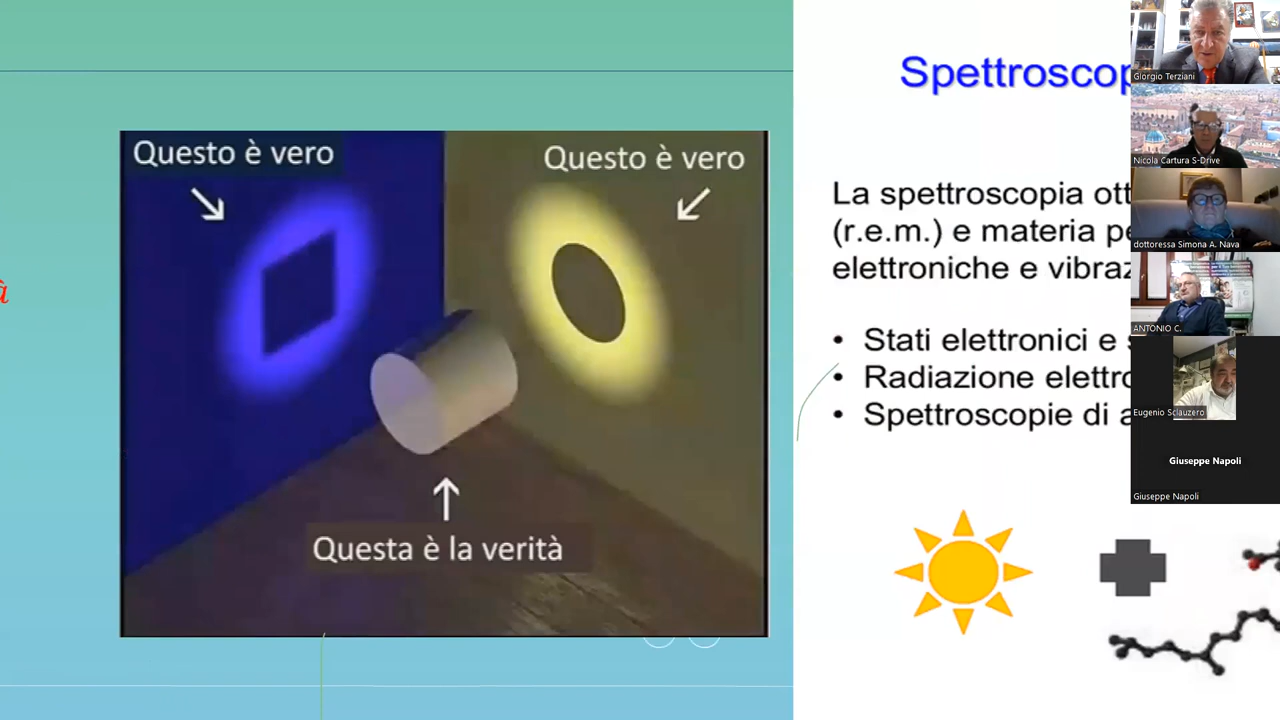 à
Questo è vero
Questo è vero
Questa è la verità
Spettroscop
La spettroscopia ott
(r.e.m.) e materia pe
elettroniche e vibraz
• Stati elettronici e s
• Radiazione elettro
• Spettroscopie di a
Giorgio Terziani
Nicola Cartura S-Drive
dottoressa Simona A. Nava
ANTONIO C.
Eugenio Sclauzero
Giuseppe Napoli
Giuseppe Napoli